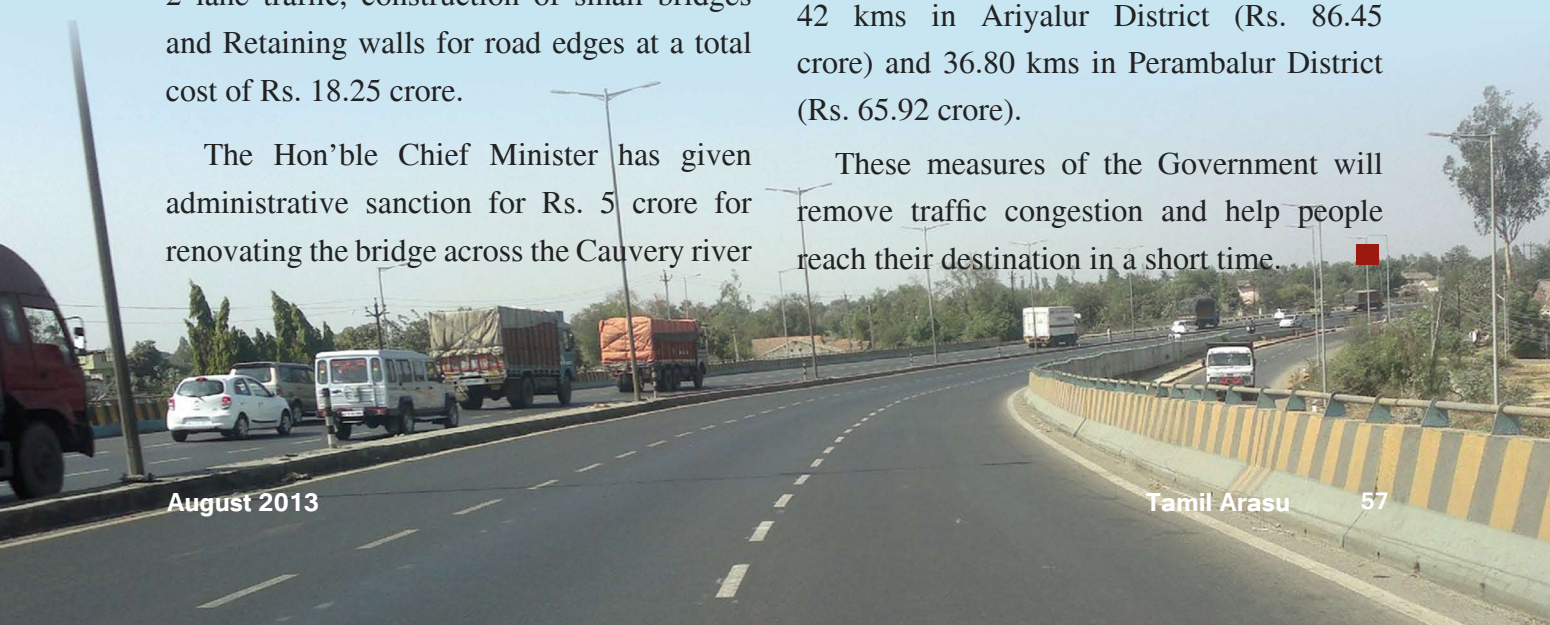 2 lane traffic, construction of small bridges
and Retaining walls for road edges at a total
cost of Rs. 18.25 crore.
The Hon'ble Chief Minister has given
administrative sanction for Rs. 5 crore for
renovating the bridge across the Cauvery river
42 kms in Ariyalur District (Rs. 86.45
crore) and 36.80 kms in Perambalur District
(Rs. 65.92 crore).
These measures of the Government will
remove traffic congestion and help people
reach their destination in a short time.
August 2013
Tamil Arasu 57